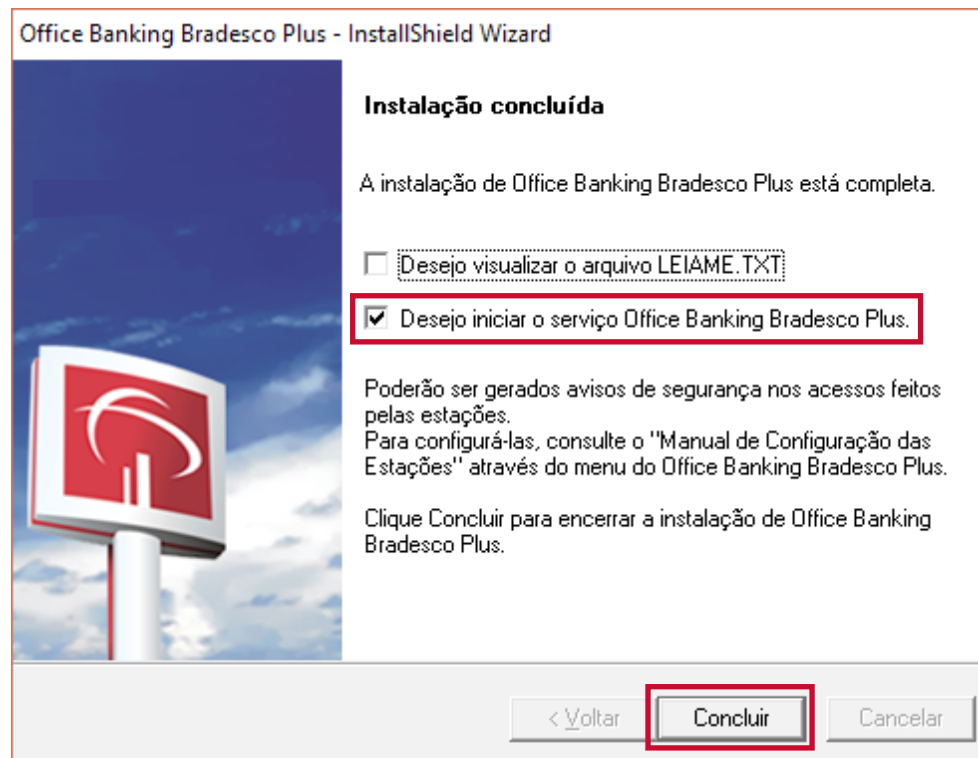 Office Banking Bradesco Plus - InstallShield Wizard
Instalação concluída
A instalação de Office Banking Bradesco Plus está completa.
Desejo visualizar o arquivo LEIAME.TXT
Desejo iniciar o serviço Office Banking Bradesco Plus.
Poderão ser gerados avisos de segurança nos acessos feitos
pelas estações.
Para configurá-las, consulte o "Manual de Configuração das
Estações" através do menu do Office Banking Bradesco Plus.
Clique Concluir para encerrar a instalação de Office Banking
Bradesco Plus.
< Voltar
Concluir
Cancelar